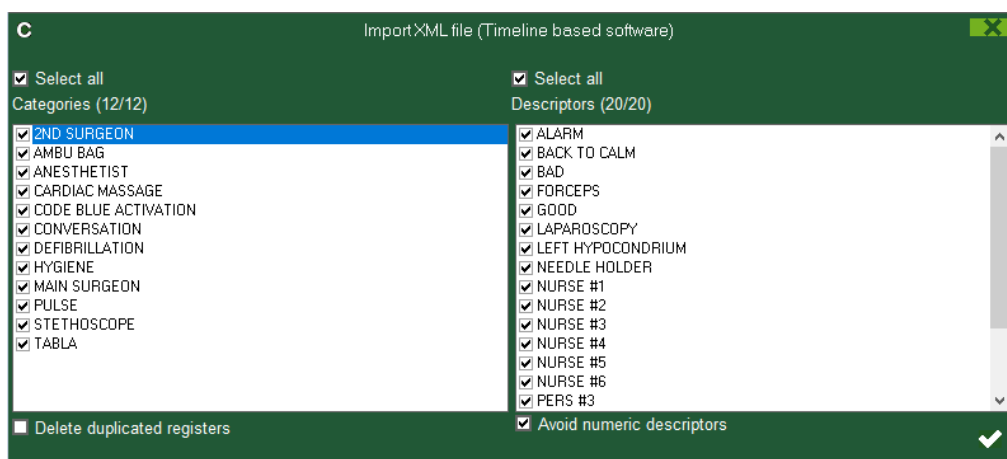 C
Import XML file (Timeline based software)
Select all
Categories (12/12)
2ND SURGEON
AMBU BAG
ANESTHETIST
CARDIAC MASSAGE
CODE BLUE ACTIVATION
CONVERSATION
DEFIBRILLATION
HYGIENE
MAIN SURGEON
PULSE
STETHOSCOPE
TABLA
Delete duplicated registers
Select all
Descriptors (20/20)
ALARM
BACK TO CALM
BAD
FORCEPS
GOOD
LAPAROSCOPY
LEFT HYPOCONDRIUM
NEEDLE HOLDER
NURSE #1
NURSE #2
NURSE #3
NURSE #4
NURSE #5
NURSE #6
PERS #3
Avoid numeric descriptors